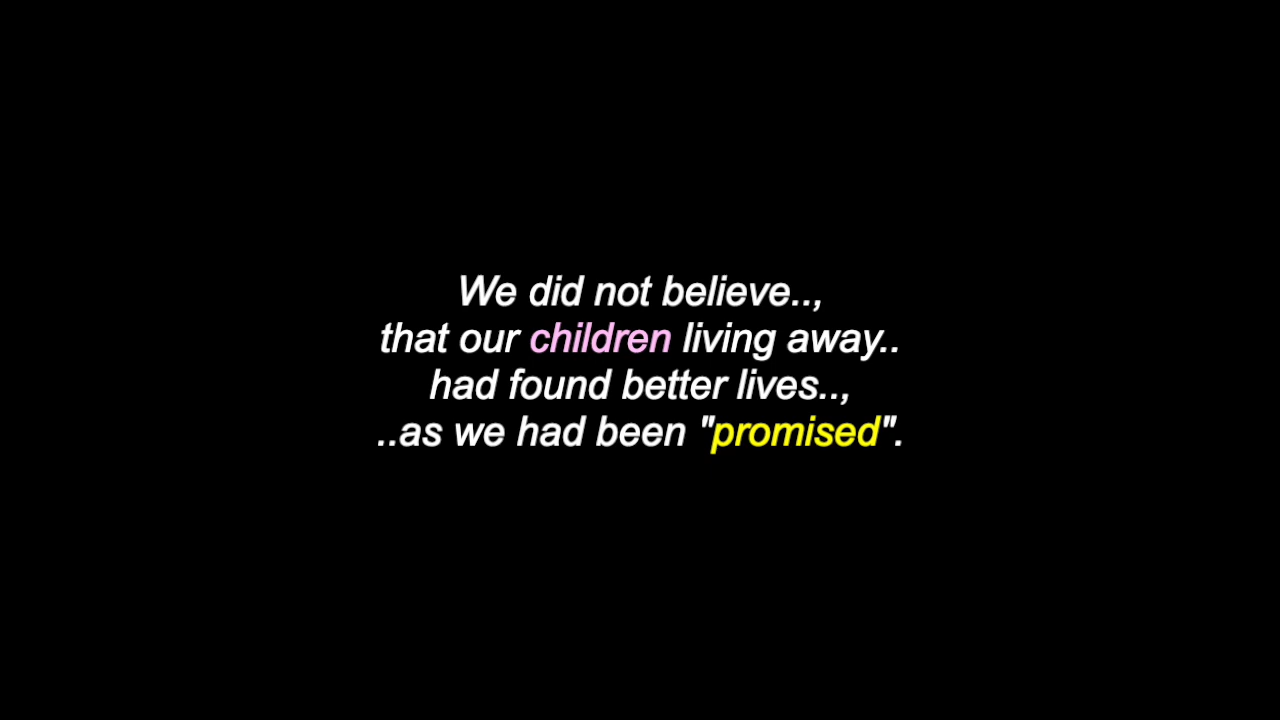 We did not believe..,
that our children living away..
had found better lives..,
..as we had been "promised".